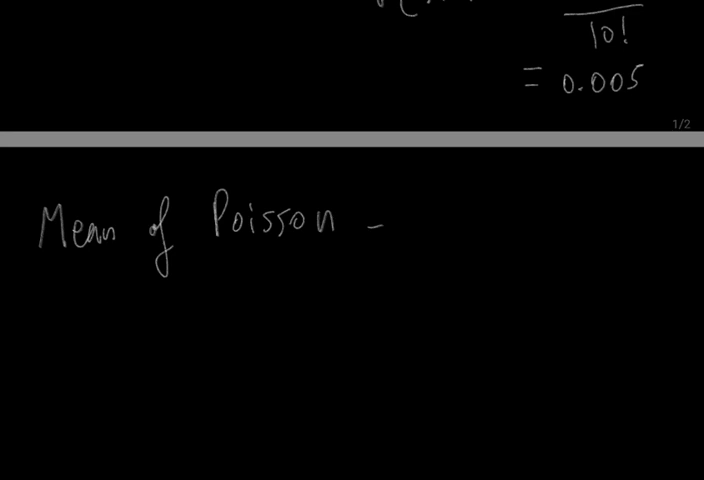 10!
= 0.005
1/2
Mean of Poisson -